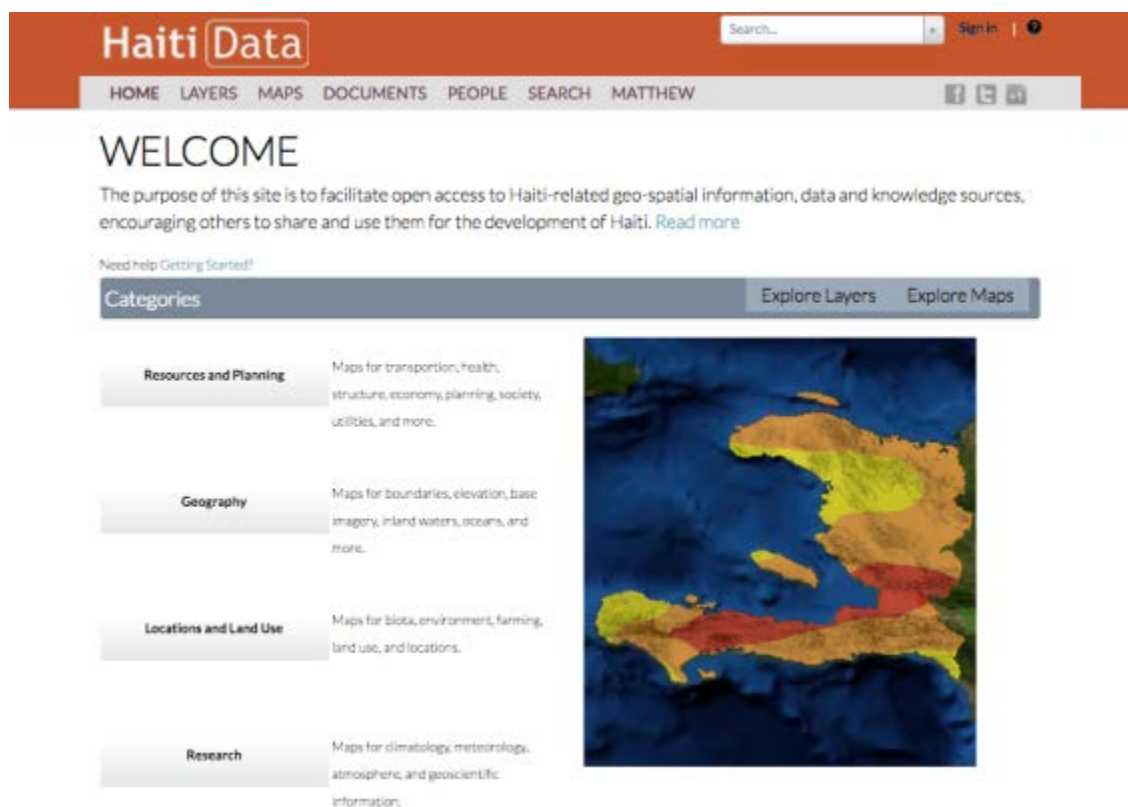 Haiti Data
Search...
Sign in | ?
HOME LAYERS MAPS DOCUMENTS PEOPLE SEARCH MATTHEW
WELCOME
The purpose of this site is to facilitate open access to Haiti-related geo-spatial information, data and knowledge sources,
encouraging others to share and use them for the development of Haiti. Read more
Need help Getting Started?
Categories
Explore Layers Explore Maps
Resources and Planning
Maps for transportion, health,
structure, economy, planning, society,
utilities, and more.
Geography
Maps for boundaries, elevation, base
imagery, inland waters, oceans, and
more.
Locations and Land Use
Maps for biota, environment, farming,
land use, and locations.
Research
Maps for climatology, meteorology,
atmosphere, and geoscientific
information.